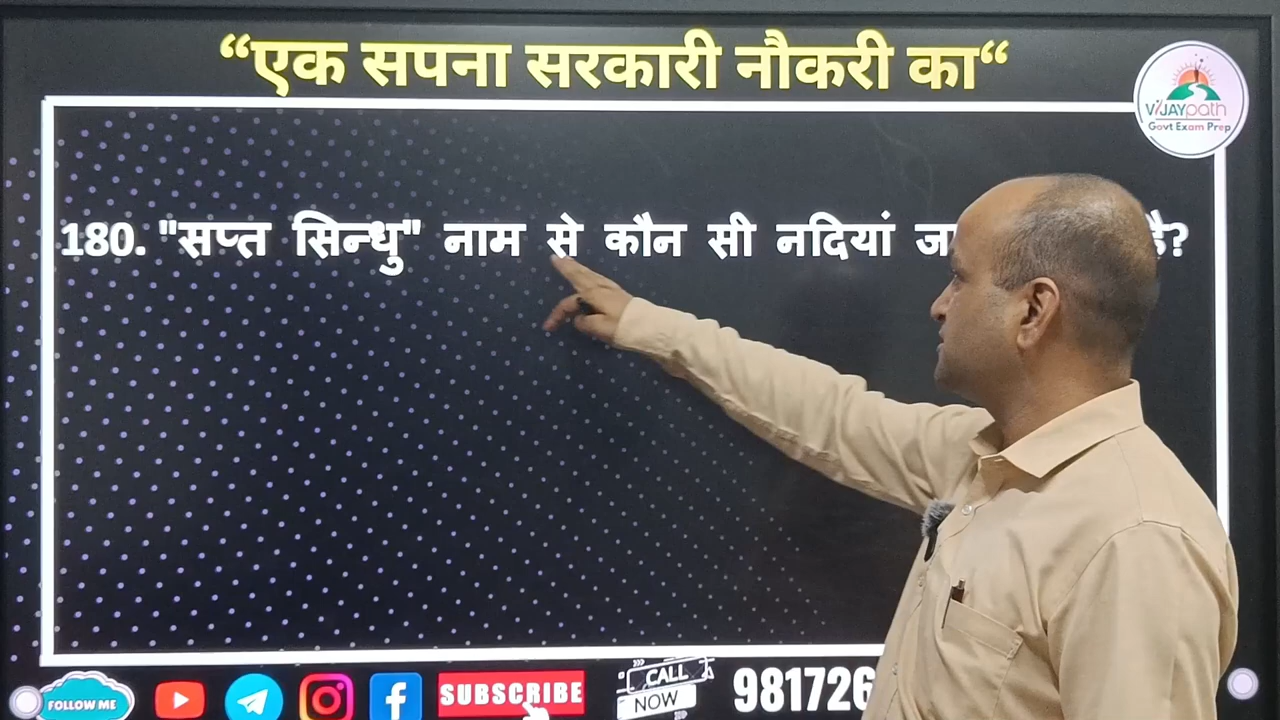 “एक सपना सरकारी नौकरी का“
VIJAYpath
Govt Exam Prep
180. "सप्त सिन्धु" नाम से कौन सी नदियां है?
FOLLOW ME
SUBSCRIBE
CALL
NOW
981726